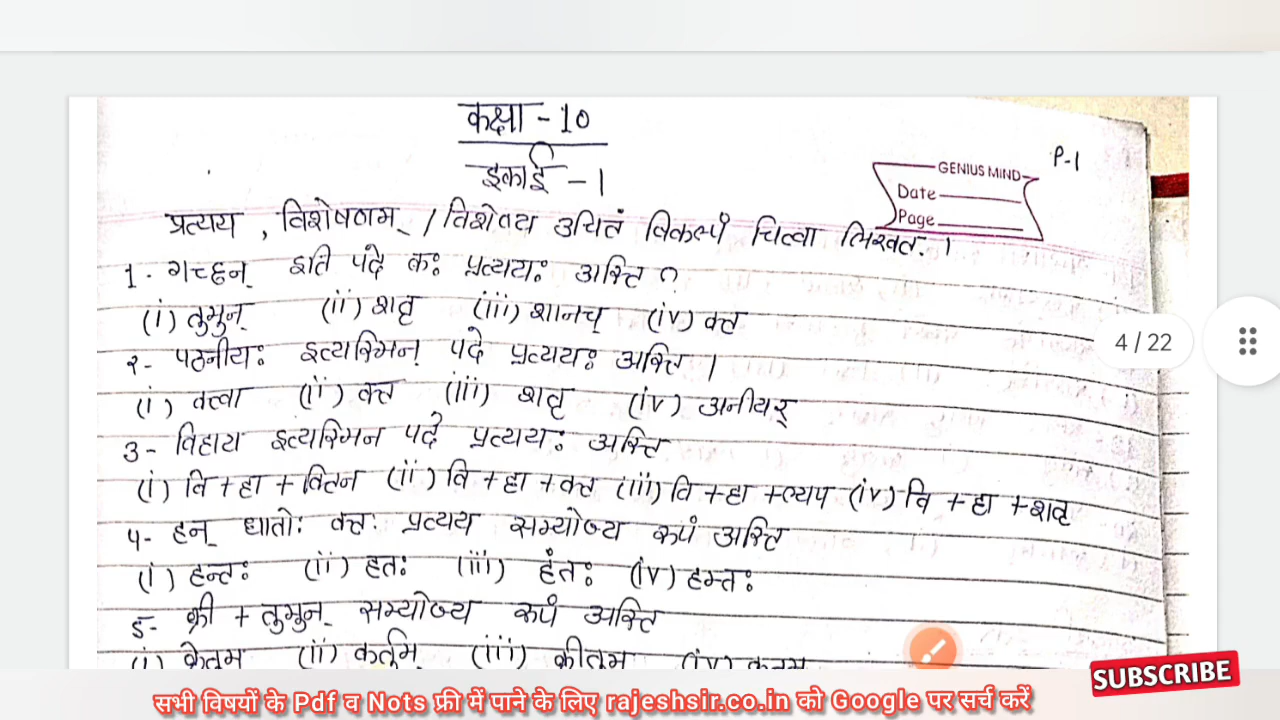 कक्षा - 10
P-1
इकाई - 1
GENIUS MIND
Date
Page
प्रत्यय , विशेषणम् / विशेष्य उचितं विकल्पं चित्वा लिखत. ।
1 - गच्छन् इति पदे कः प्रत्ययः अस्ति ?
(i) तुमुन् (ii) शतृ (iii) शानच् (iv) क्त
4 / 22
२ - पठनीयः इत्यस्मिन् पदे प्रत्ययः अस्ति ।
(i) क्त्वा (ii) क्त (iii) शतृ (iv) अनीयर्
3 - विहाय इत्यस्मिन पदे प्रत्ययः अस्ति
(i) वि + हा + क्तिन (ii) वि + हा + क्त (iii) वि + हा + ल्यप (iv) वि + हा + शतृ
५ - हन् धातोः क्तः प्रत्यय सम्योज्य रूपं अस्ति
(i) हन्तः (ii) हतः (iii) हंतः (iv) हम्तः
5 - क्री + तुमुन् सम्योज्य रूपं अस्ति
(i) क्रेतुम (ii) कर्तुम् (iii) क्रीतुम
SUBSCRIBE
सभी विषयों के Pdf व Nots फ्री में पाने के लिए rajeshsir.co.in को Google पर सर्च करें